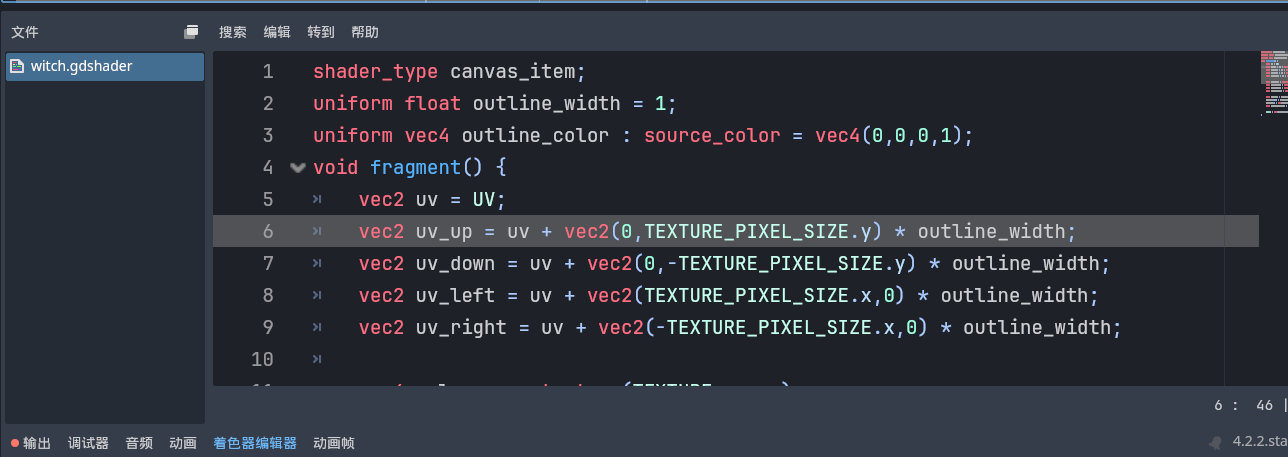 文件
搜索 编辑 转到 帮助
witch.gdshader
1 shader_type canvas_item;
2 uniform float outline_width = 1;
3 uniform vec4 outline_color : source_color = vec4(0,0,0,1);
4 void fragment() {
5 vec2 uv = UV;
6 vec2 uv_up = uv + vec2(0,TEXTURE_PIXEL_SIZE.y) * outline_width;
7 vec2 uv_down = uv + vec2(0,-TEXTURE_PIXEL_SIZE.y) * outline_width;
8 vec2 uv_left = uv + vec2(TEXTURE_PIXEL_SIZE.x,0) * outline_width;
9 vec2 uv_right = uv + vec2(-TEXTURE_PIXEL_SIZE.x,0) * outline_width;
10
6 : 46 |
输出 调试器 音频 动画 着色器编辑器 动画帧 4.2.2.sta